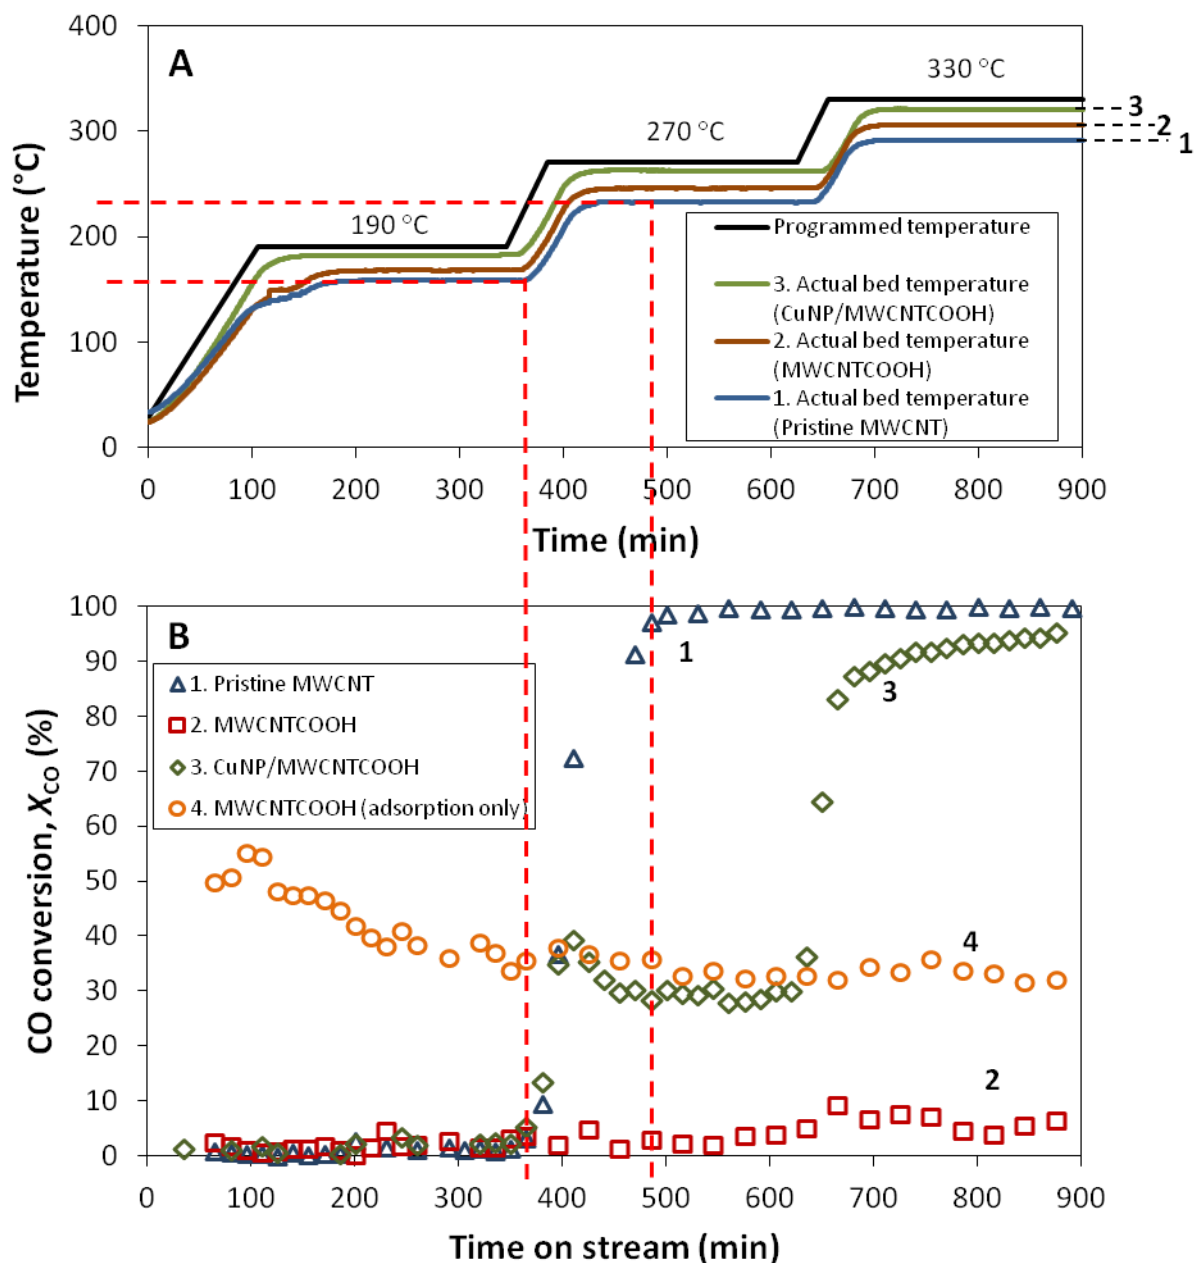 A
400
300
200
100
0
Temperature (°C)
190 °C
270 °C
330 °C
3
2
1
Programmed temperature
3. Actual bed temperature
(CuNP/MWCNTCOOH)
2. Actual bed temperature
(MWCNTCOOH)
1. Actual bed temperature
(Pristine MWCNT)
0 100 200 300 400 500 600 700 800 900
Time (min)
B
100
90
80
70
60
50
40
30
20
10
0
CO conversion, XCO (%)
1. Pristine MWCNT
2. MWCNTCOOH
3. CuNP/MWCNTCOOH
4. MWCNTCOOH (adsorption only)
1
3
4
2
0 100 200 300 400 500 600 700 800 900
Time on stream (min)